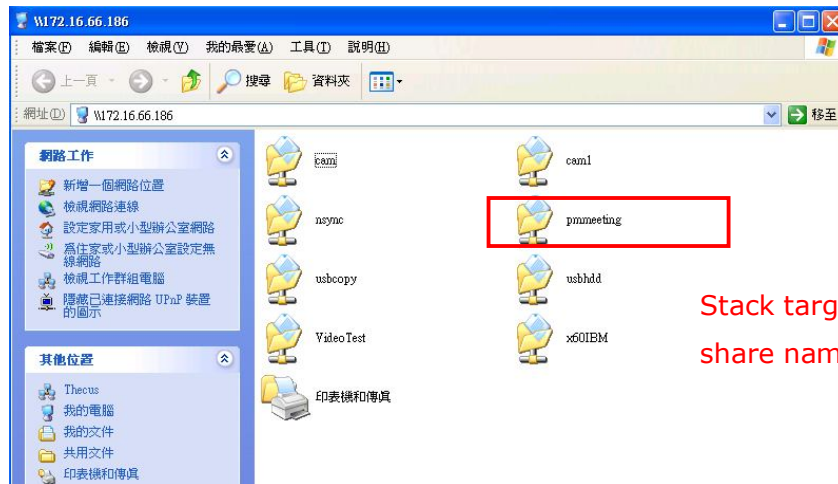 \\172.16.66.186
檔案(F) 編輯(E) 檢視(V) 我的最愛(A) 工具(T) 說明(H)
上一頁 搜尋 資料夾
網址(D) \\172.16.66.186 移至
網路工作
新增一個網路位置
檢視網路連線
設定家用或小型辦公室網路
為住家或小型辦公室設定無
線網路
檢視工作群組電腦
隱藏已連接網路 UPnP 裝置
的圖示
其他位置
Thecus
我的電腦
我的文件
共用文件
印表機和傳真
cam
cam1
nsync
pmmeeting
usbcopy
usbhdd
VideoTest
x60IBM
印表機和傳真
Stack targ
share nam